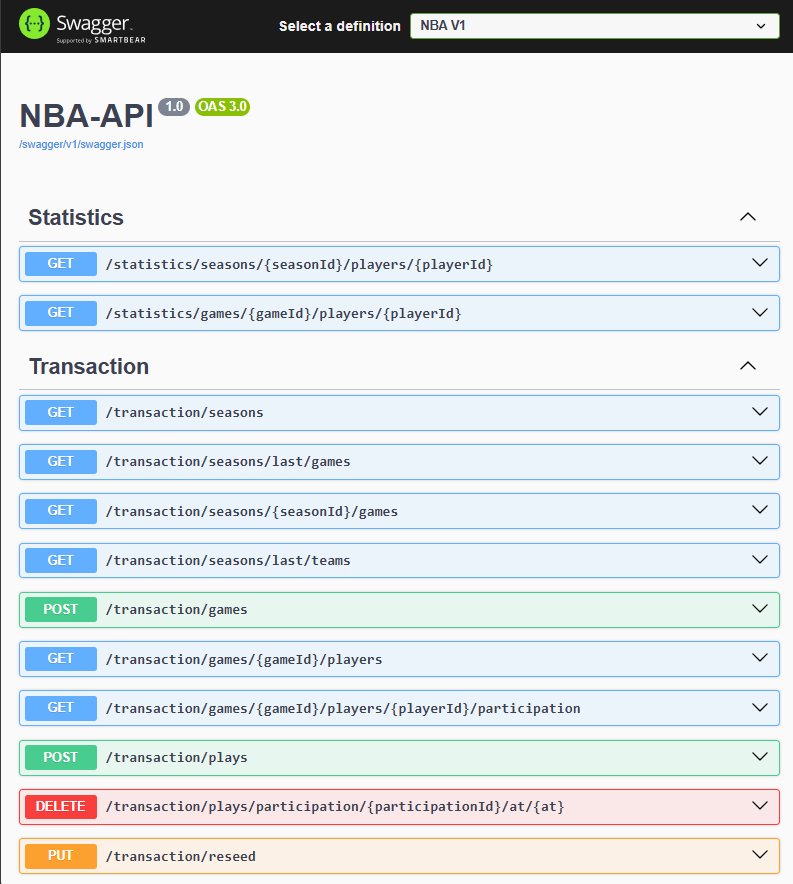 Swagger
Supported by SMARTBEAR
Select a definition
NBA V1
NBA-API 1.0 OAS 3.0
/swagger/v1/swagger.json
Statistics
GET /statistics/seasons/{seasonId}/players/{playerId}
GET /statistics/games/{gameId}/players/{playerId}
Transaction
GET /transaction/seasons
GET /transaction/seasons/last/games
GET /transaction/seasons/{seasonId}/games
GET /transaction/seasons/last/teams
POST /transaction/games
GET /transaction/games/{gameId}/players
GET /transaction/games/{gameId}/players/{playerId}/participation
POST /transaction/plays
DELETE /transaction/plays/participation/{participationId}/at/{at}
PUT /transaction/reseed